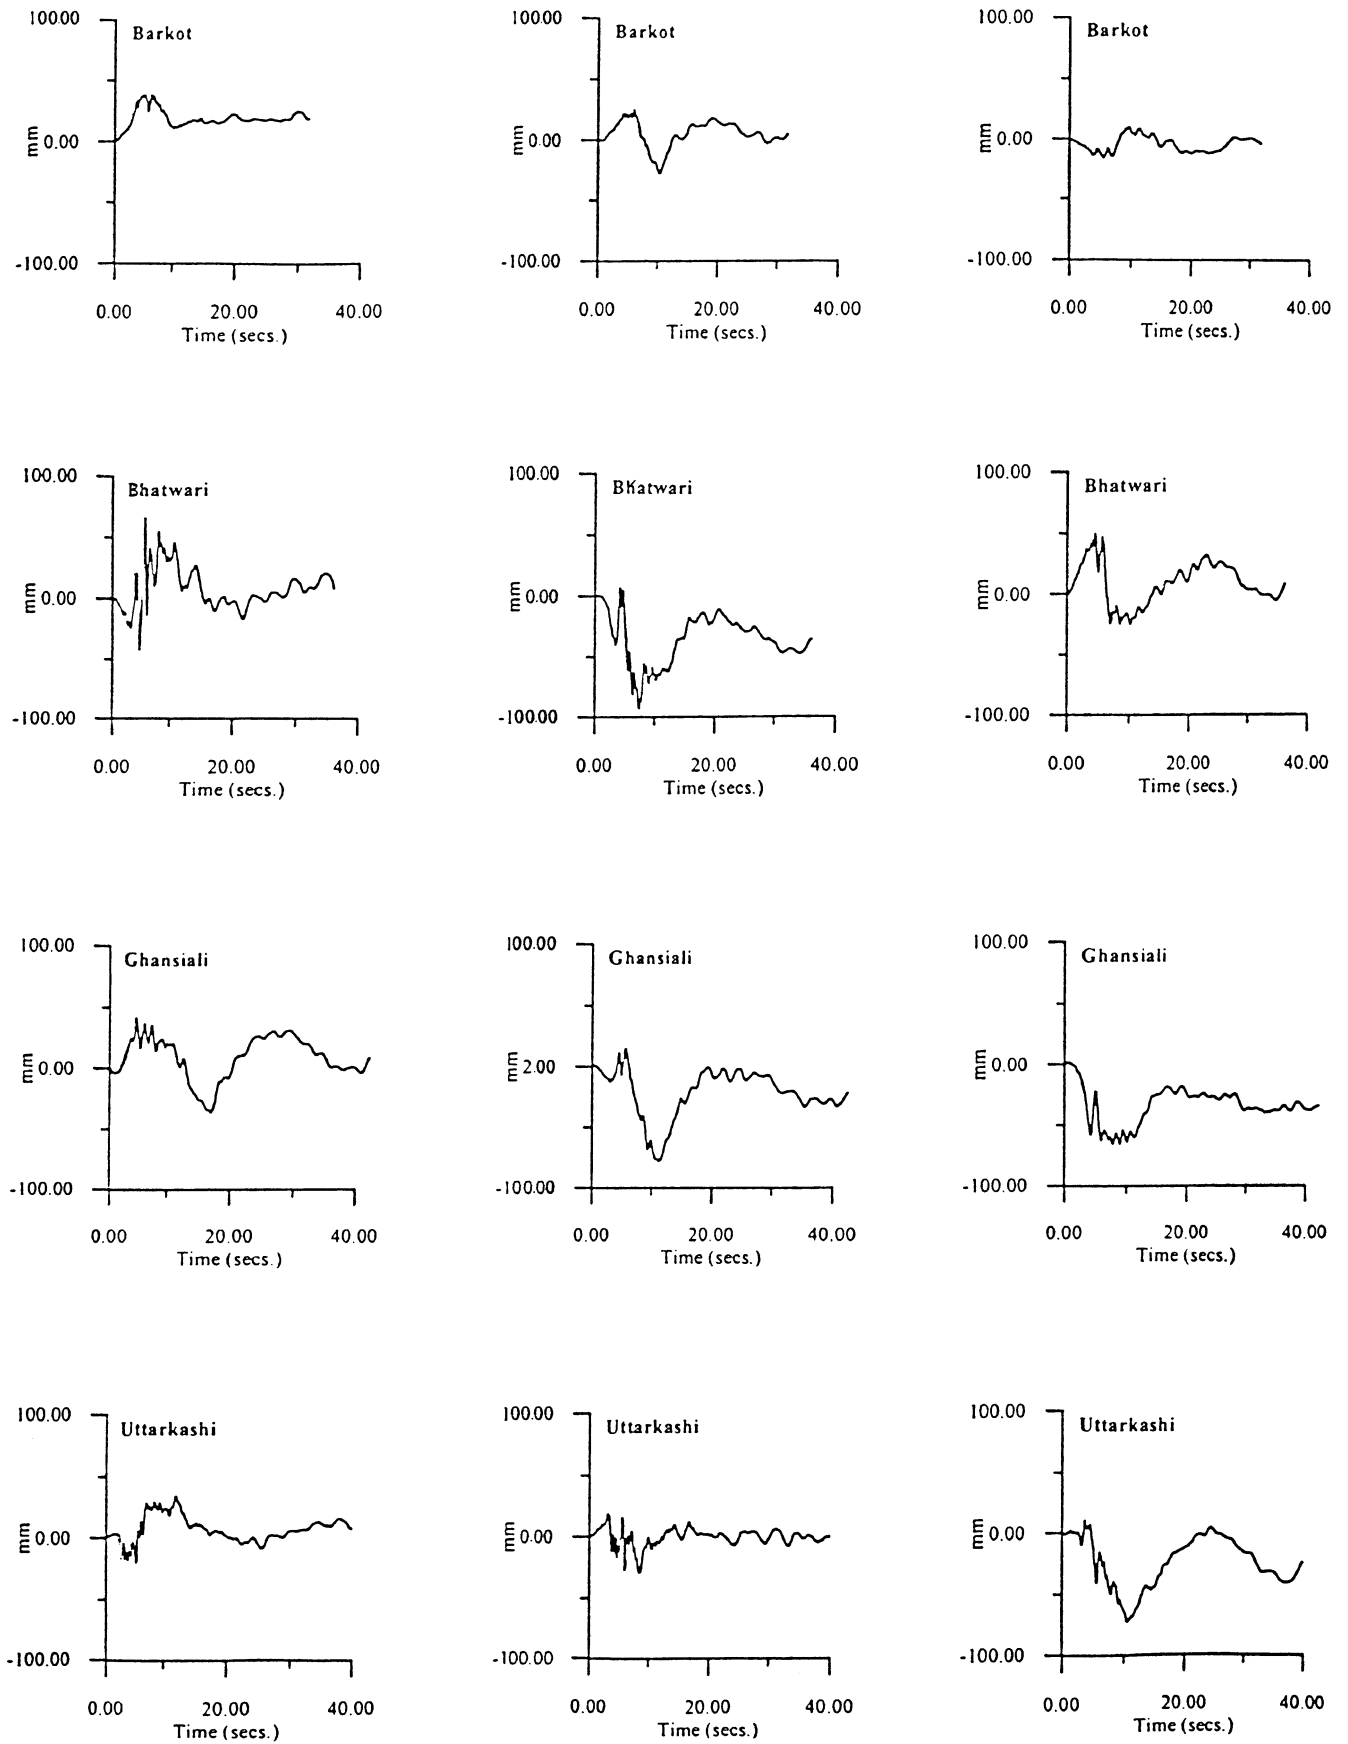 100.00 100.00 100.00
Barkot Barkot Barkot
mm mm mm
0.00 0.00 0.00
-100.00 -100.00 -100.00
0.00 20.00 40.00 0.00 20.00 40.00 0.00 20.00 40.00
Time (secs.) Time (secs.) Time (secs.)
100.00 100.00 100.00
Bhatwari Bhatwari Bhatwari
mm mm mm
0.00 0.00 0.00
-100.00 -100.00 -100.00
0.00 20.00 40.00 0.00 20.00 40.00 0.00 20.00 40.00
Time (secs.) Time (secs.) Time (secs.)
100.00 100.00 100.00
Ghansiali Ghansiali Ghansiali
mm mm mm
0.00 2.00 0.00
-100.00 -100.00 -100.00
0.00 20.00 40.00 0.00 20.00 40.00 0.00 20.00 40.00
Time (secs.) Time (secs.) Time (secs.)
100.00 100.00 100.00
Uttarkashi Uttarkashi Uttarkashi
mm mm mm
0.00 0.00 0.00
-100.00 -100.00 -100.00
0.00 20.00 40.00 0.00 20.00 40.00 0.00 20.00 40.00
Time (secs.) Time (secs.) Time (secs.)